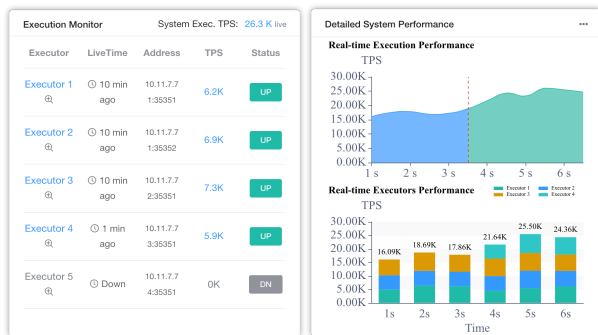 Execution Monitor
System Exec. TPS: 26.3 K live
Executor LiveTime Address TPS Status
Executor 1 10 min ago 10.11.7.7 1:35351 6.2K UP
Executor 2 10 min ago 10.11.7.7 1:35352 6.9K UP
Executor 3 10 min ago 10.11.7.7 2:35351 7.3K UP
Executor 4 1 min ago 10.11.7.7 3:35351 5.9K UP
Executor 5 Down 10.11.7.7 4:35351 0K DN
Detailed System Performance ...
Real-time Execution Performance
TPS
30.00K
25.00K
20.00K
15.00K
10.00K
5.00K
0.00K
1 s 2 s 3 s 4 s 5 s 6 s
Real-time Executors Performance
Executor 1 Executor 2
Executor 3 Executor 4
TPS
30.00K
25.00K
20.00K
15.00K
10.00K
5.00K
0.00K
16.09K 18.69K 17.86K 21.64K 25.50K 24.36K
1s 2s 3s 4s 5s 6s
Time